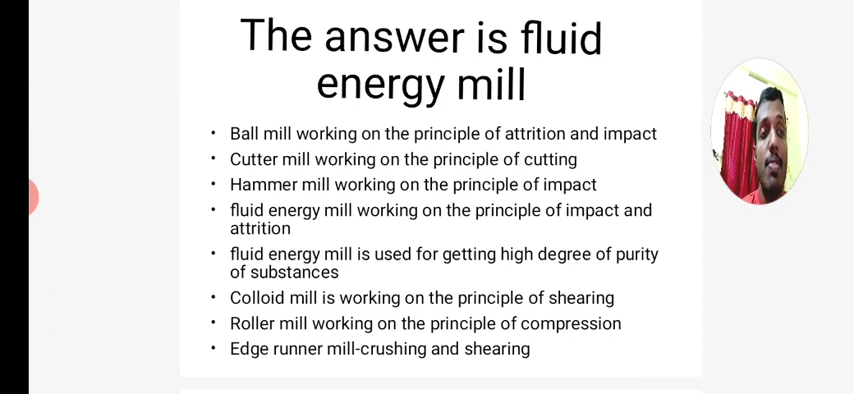 The answer is fluid
energy mill
• Ball mill working on the principle of attrition and impact
• Cutter mill working on the principle of cutting
• Hammer mill working on the principle of impact
• fluid energy mill working on the principle of impact and
attrition
• fluid energy mill is used for getting high degree of purity
of substances
• Colloid mill is working on the principle of shearing
• Roller mill working on the principle of compression
• Edge runner mill-crushing and shearing